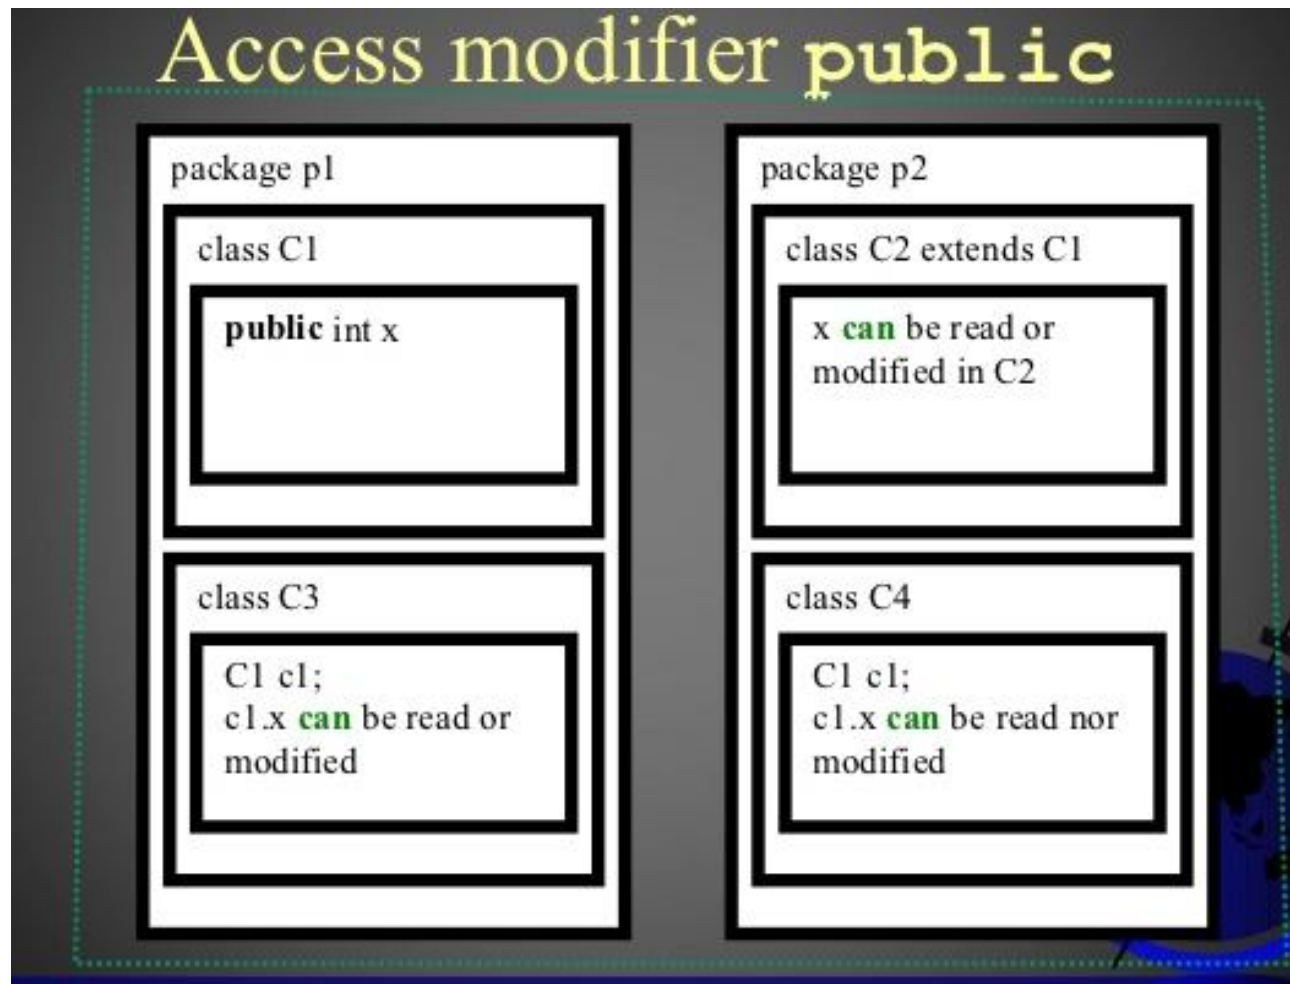 Access modifier public
package p1
class C1
public int x
class C3
C1 c1;
c1.x can be read or
modified
package p2
class C2 extends C1
x can be read or
modified in C2
class C4
C1 c1;
c1.x can be read nor
modified